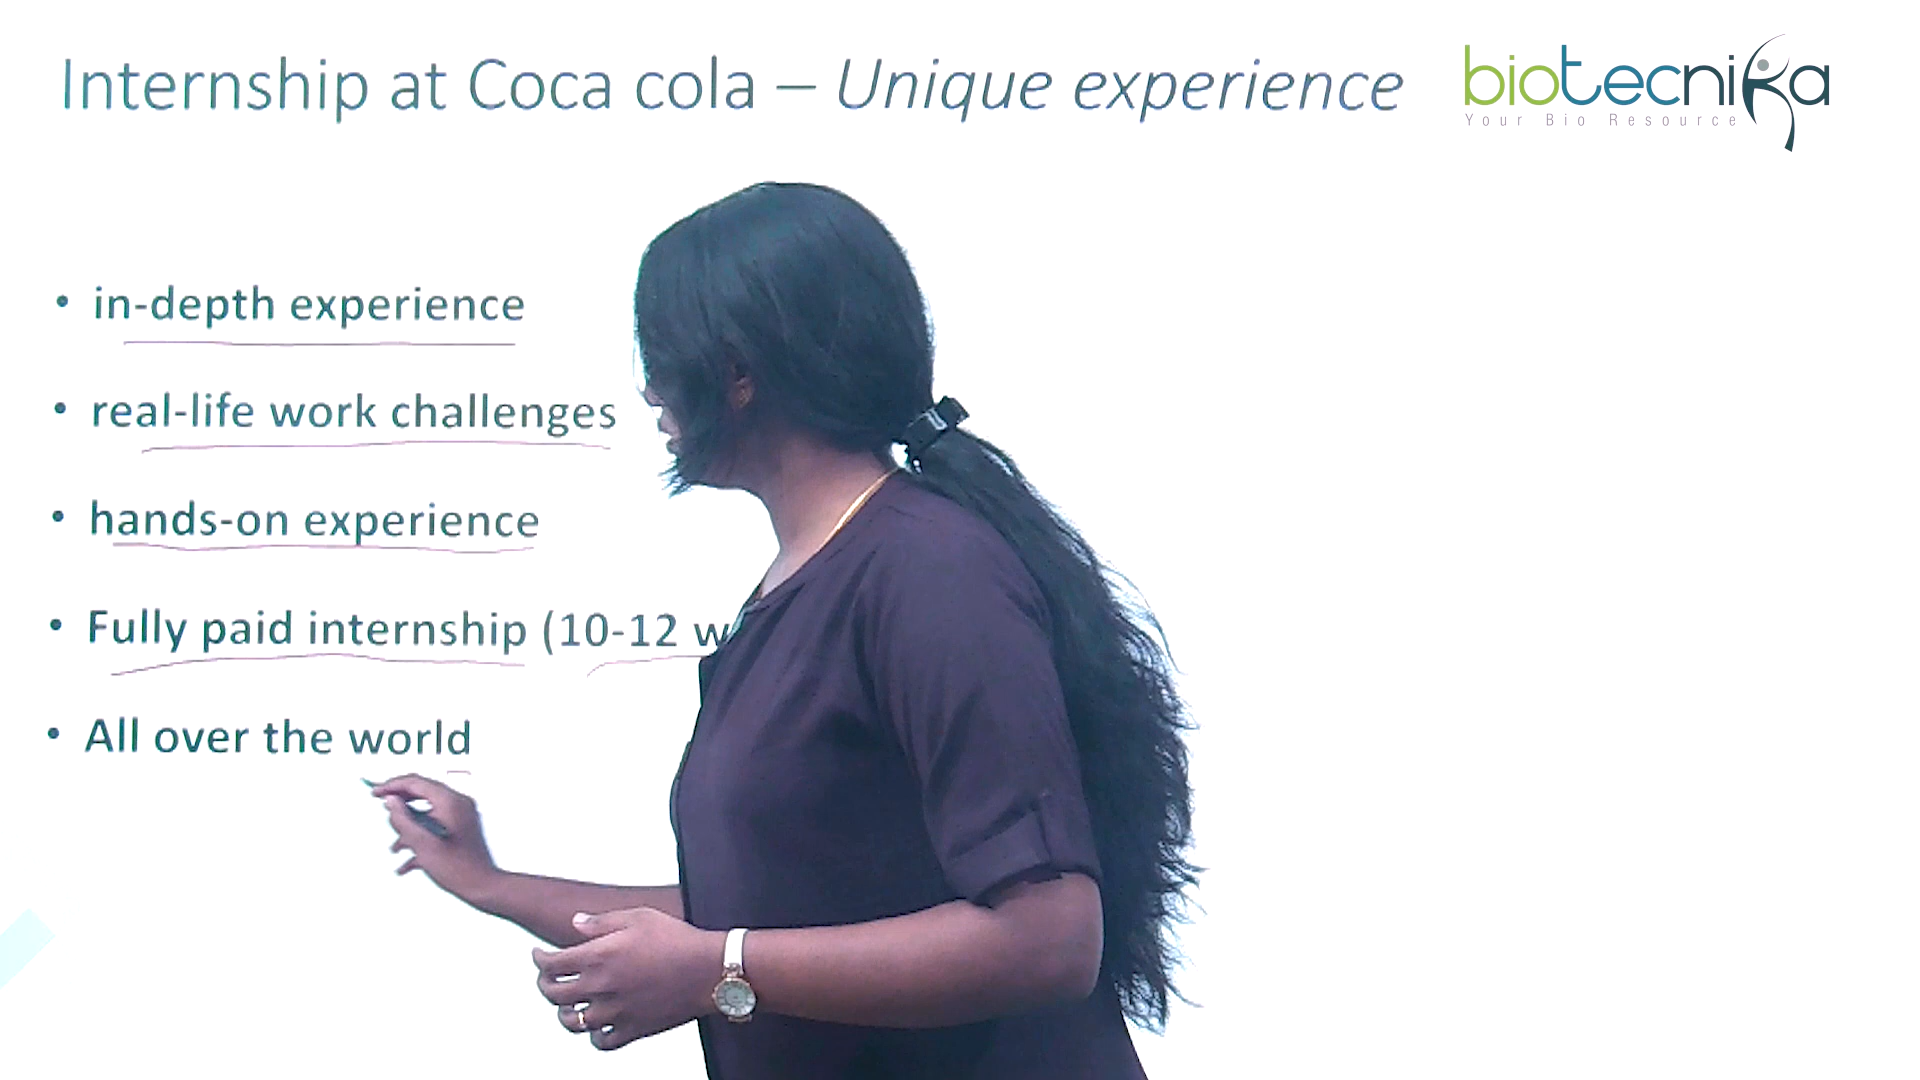 Internship at Coca cola – Unique experience
biotecnika
Your Bio Resource
• in-depth experience
• real-life work challenges
• hands-on experience
• Fully paid internship (10-12
• All over the world